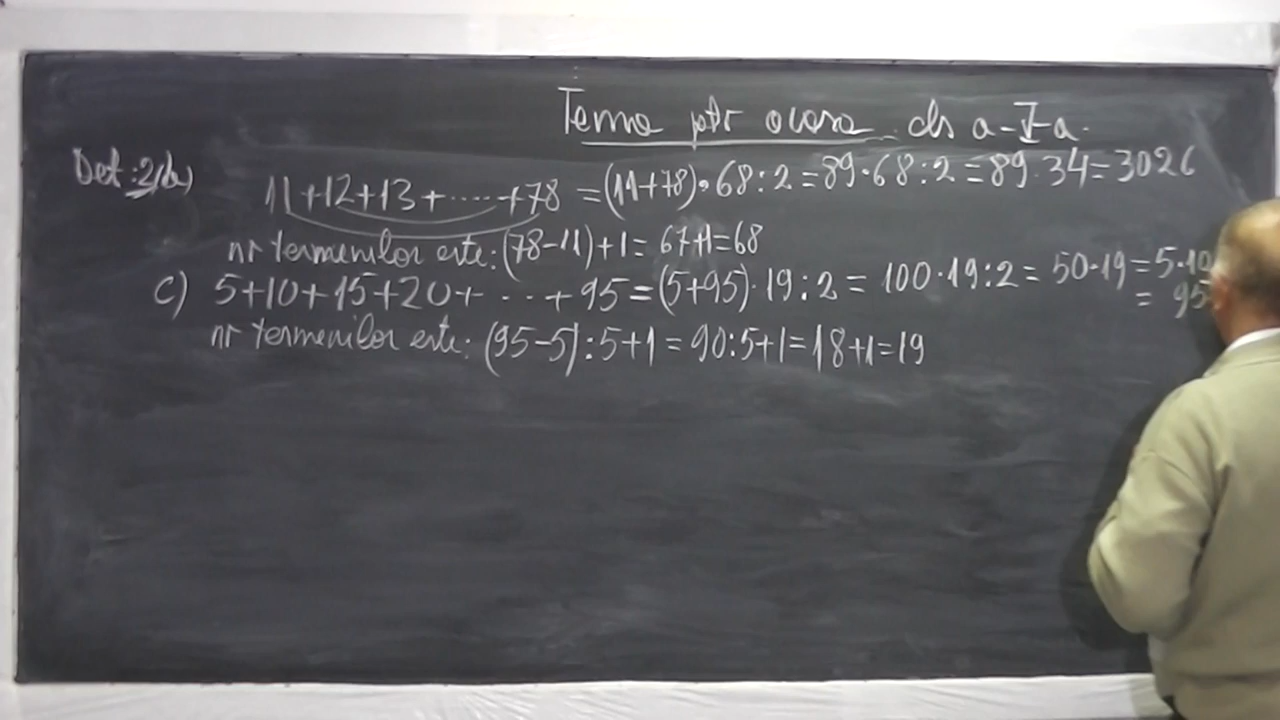 Tema ptr acasa cls a-V-a.
Det: 2/b) 11+12+13+.....+78 = (11+78)·68:2=89·68:2=89·34=3026
nr termenilor este: (78-11)+1= 67+1=68
c) 5+10+15+20+ ...+95=(5+95)·19:2= 100·19:2= 50·19=5·19
= 95
nr termenilor este: (95-5):5+1= 90:5+1=18+1=19